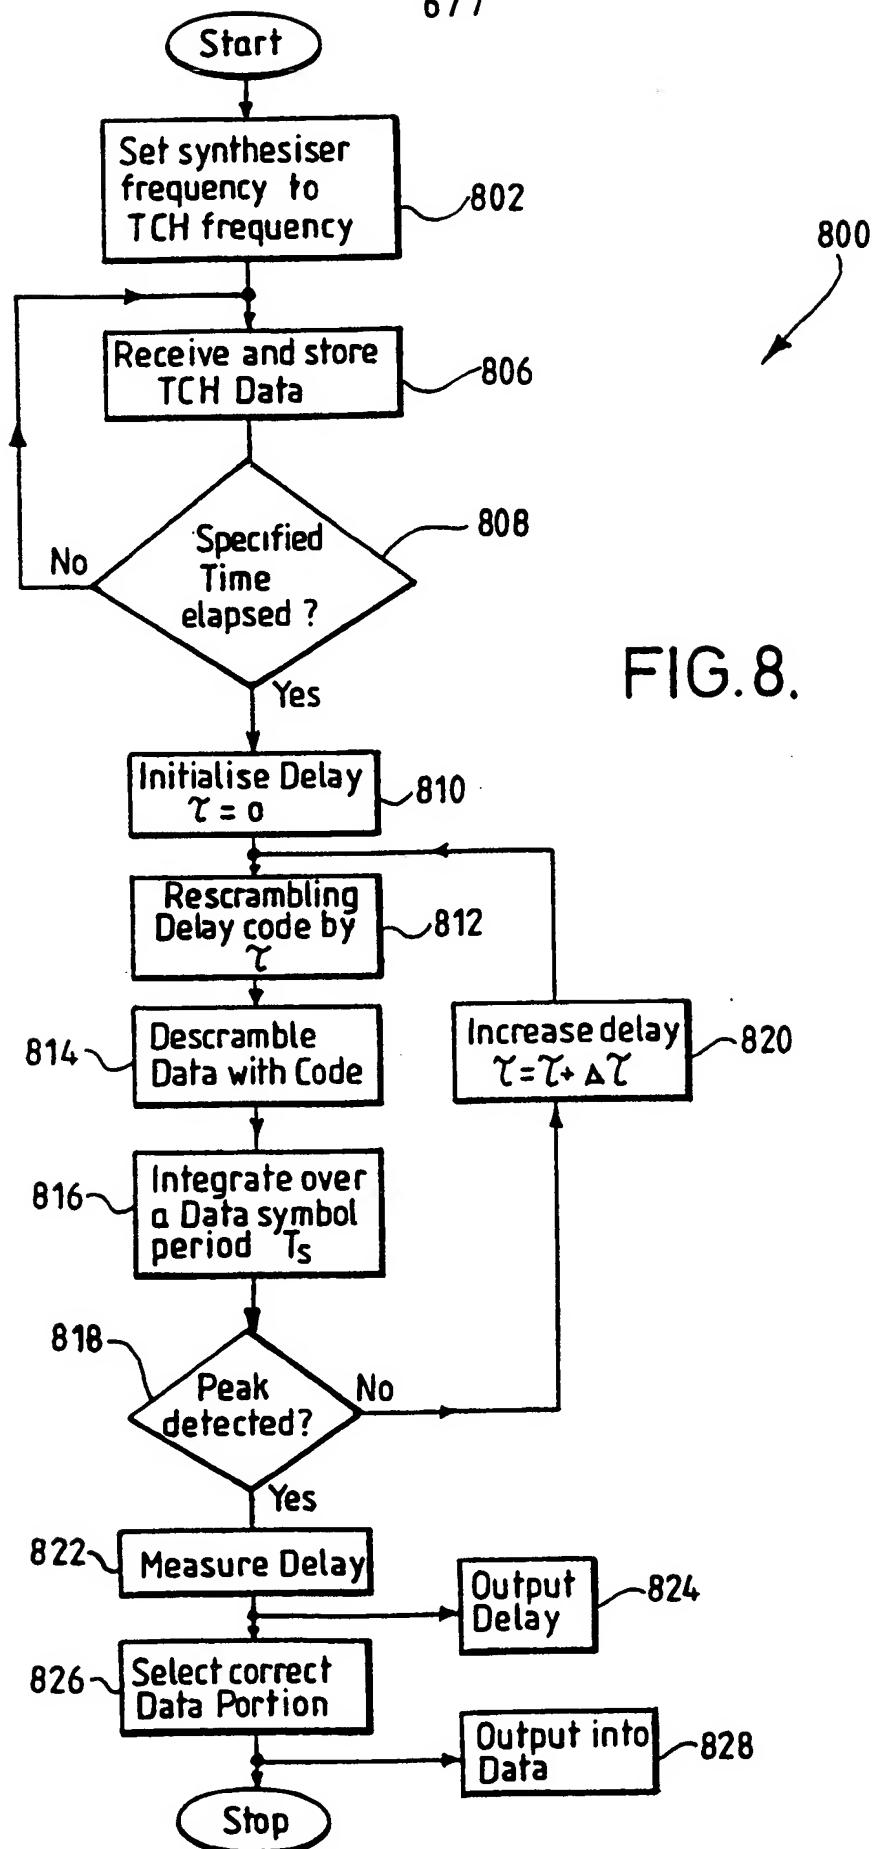 677
Start
Set synthesiser
frequency to
TCH frequency
802
800
Receive and store
TCH Data
806
Specified
Time
elapsed ?
808
No
Yes
FIG. 8.
Initialise Delay
τ = o
810
Rescrambling
Delay code by
τ
812
Descramble
Data with Code
814
Increase delay
τ = τ + Δτ
820
Integrate over
a Data symbol
period Ts
816
Peak
detected?
818
No
Yes
Measure Delay
822
Output
Delay
824
Select correct
Data Portion
826
Output into
Data
828
Stop